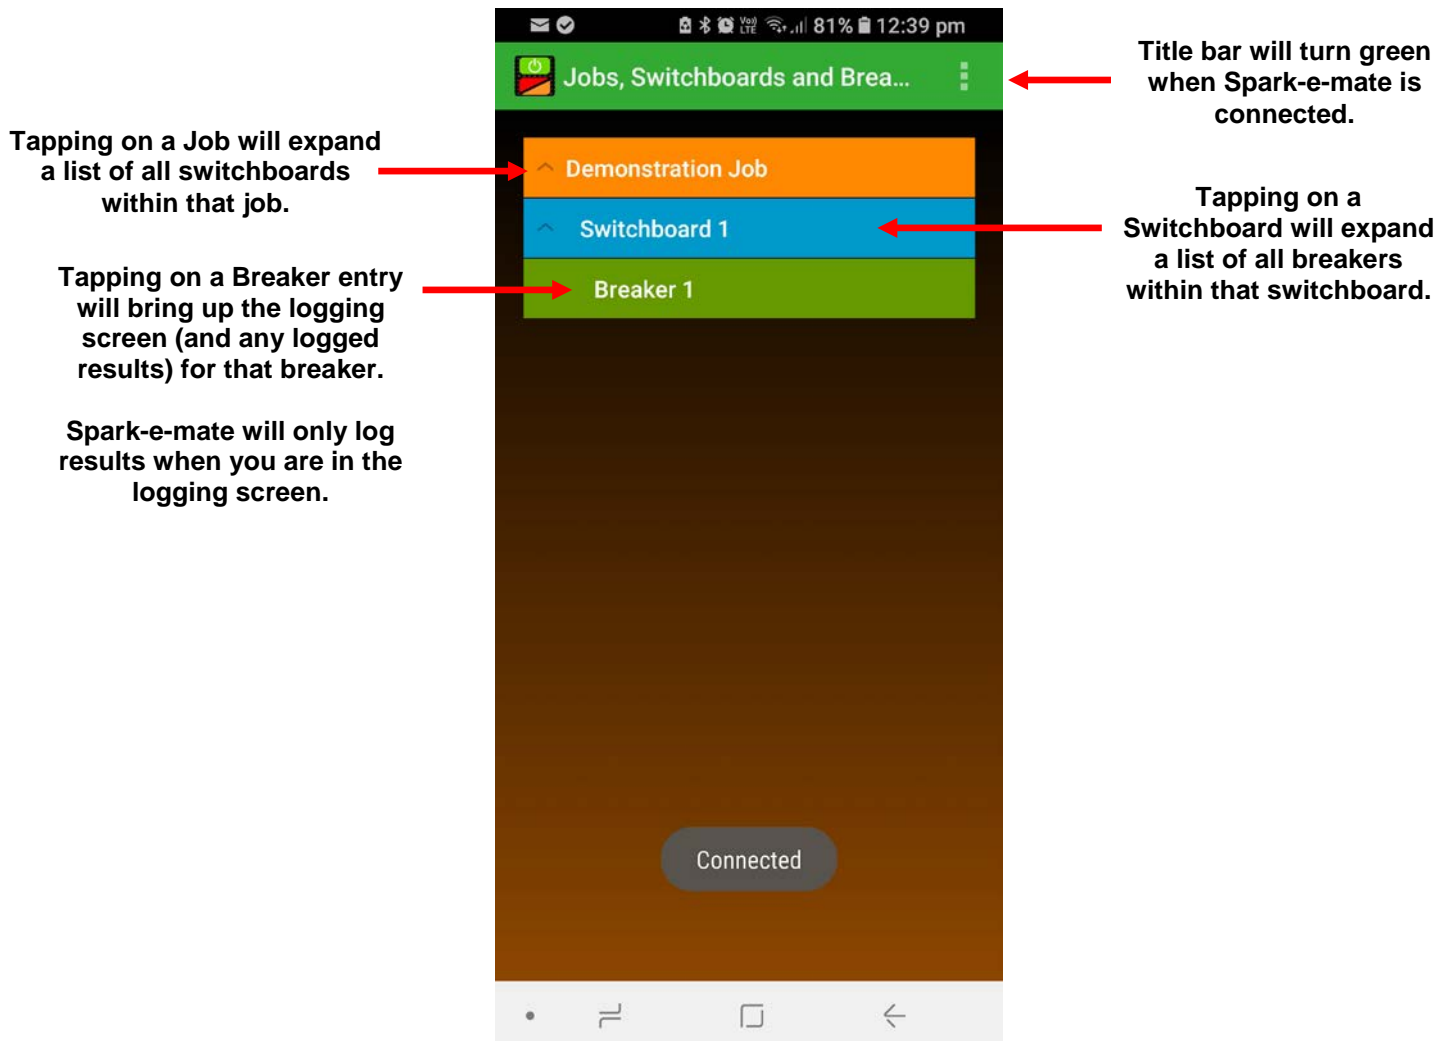 81% 12:39 pm
Vo))
LTE
Jobs, Switchboards and Brea...
Title bar will turn green
when Spark-e-mate is
connected.
Tapping on a Job will expand
a list of all switchboards
within that job.
Demonstration Job
Switchboard 1
Breaker 1
Tapping on a
Switchboard will expand
a list of all breakers
within that switchboard.
Tapping on a Breaker entry
will bring up the logging
screen (and any logged
results) for that breaker.
Spark-e-mate will only log
results when you are in the
logging screen.
Connected